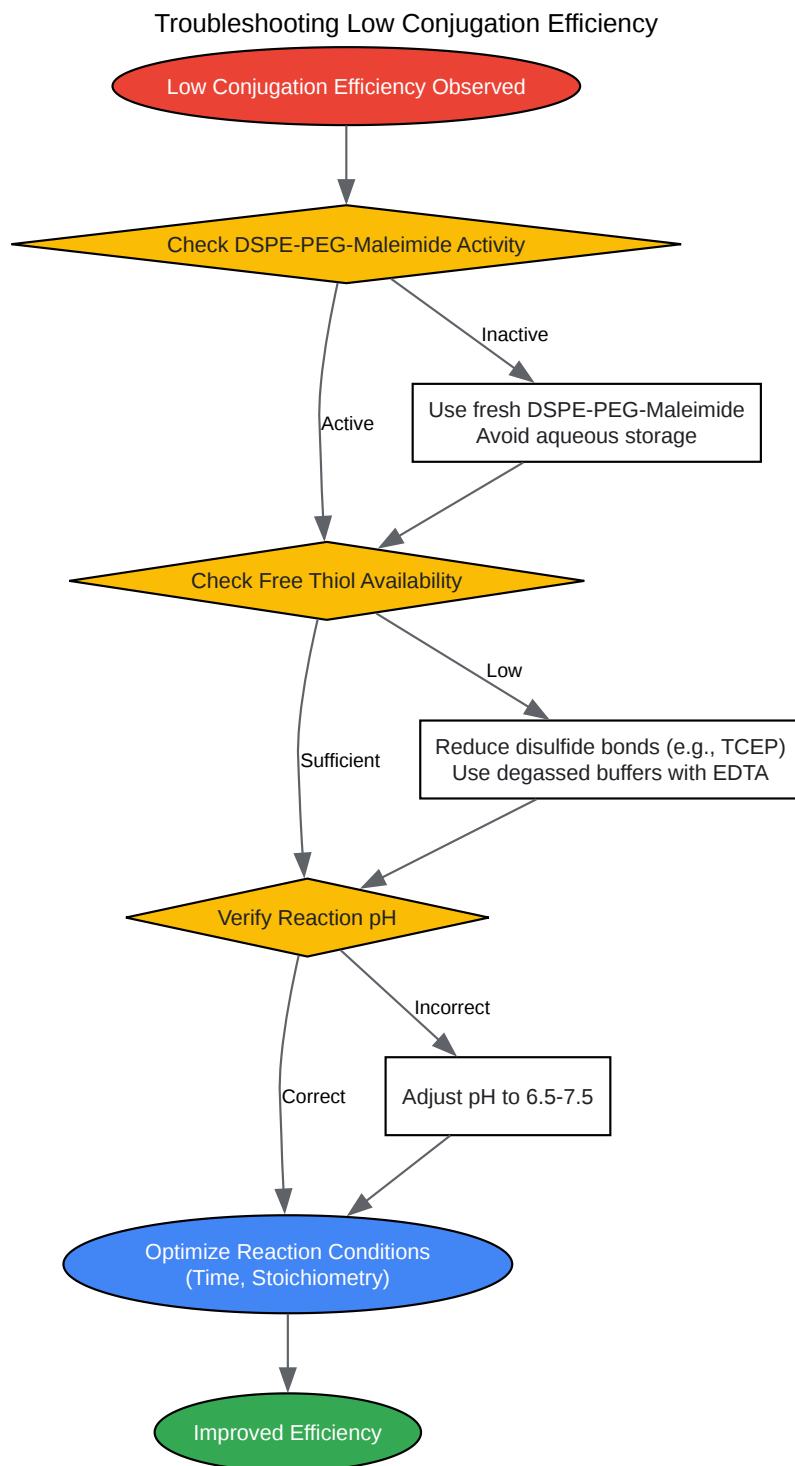 Troubleshooting Low Conjugation Efficiency
Low Conjugation Efficiency Observed
Check DSPE-PEG-Maleimide Activity
Inactive
Use fresh DSPE-PEG-Maleimide
Avoid aqueous storage
Active
Check Free Thiol Availability
Low
Reduce disulfide bonds (e.g., TCEP)
Use degassed buffers with EDTA
Sufficient
Verify Reaction pH
Incorrect
Adjust pH to 6.5-7.5
Correct
Optimize Reaction Conditions
(Time, Stoichiometry)
Improved Efficiency